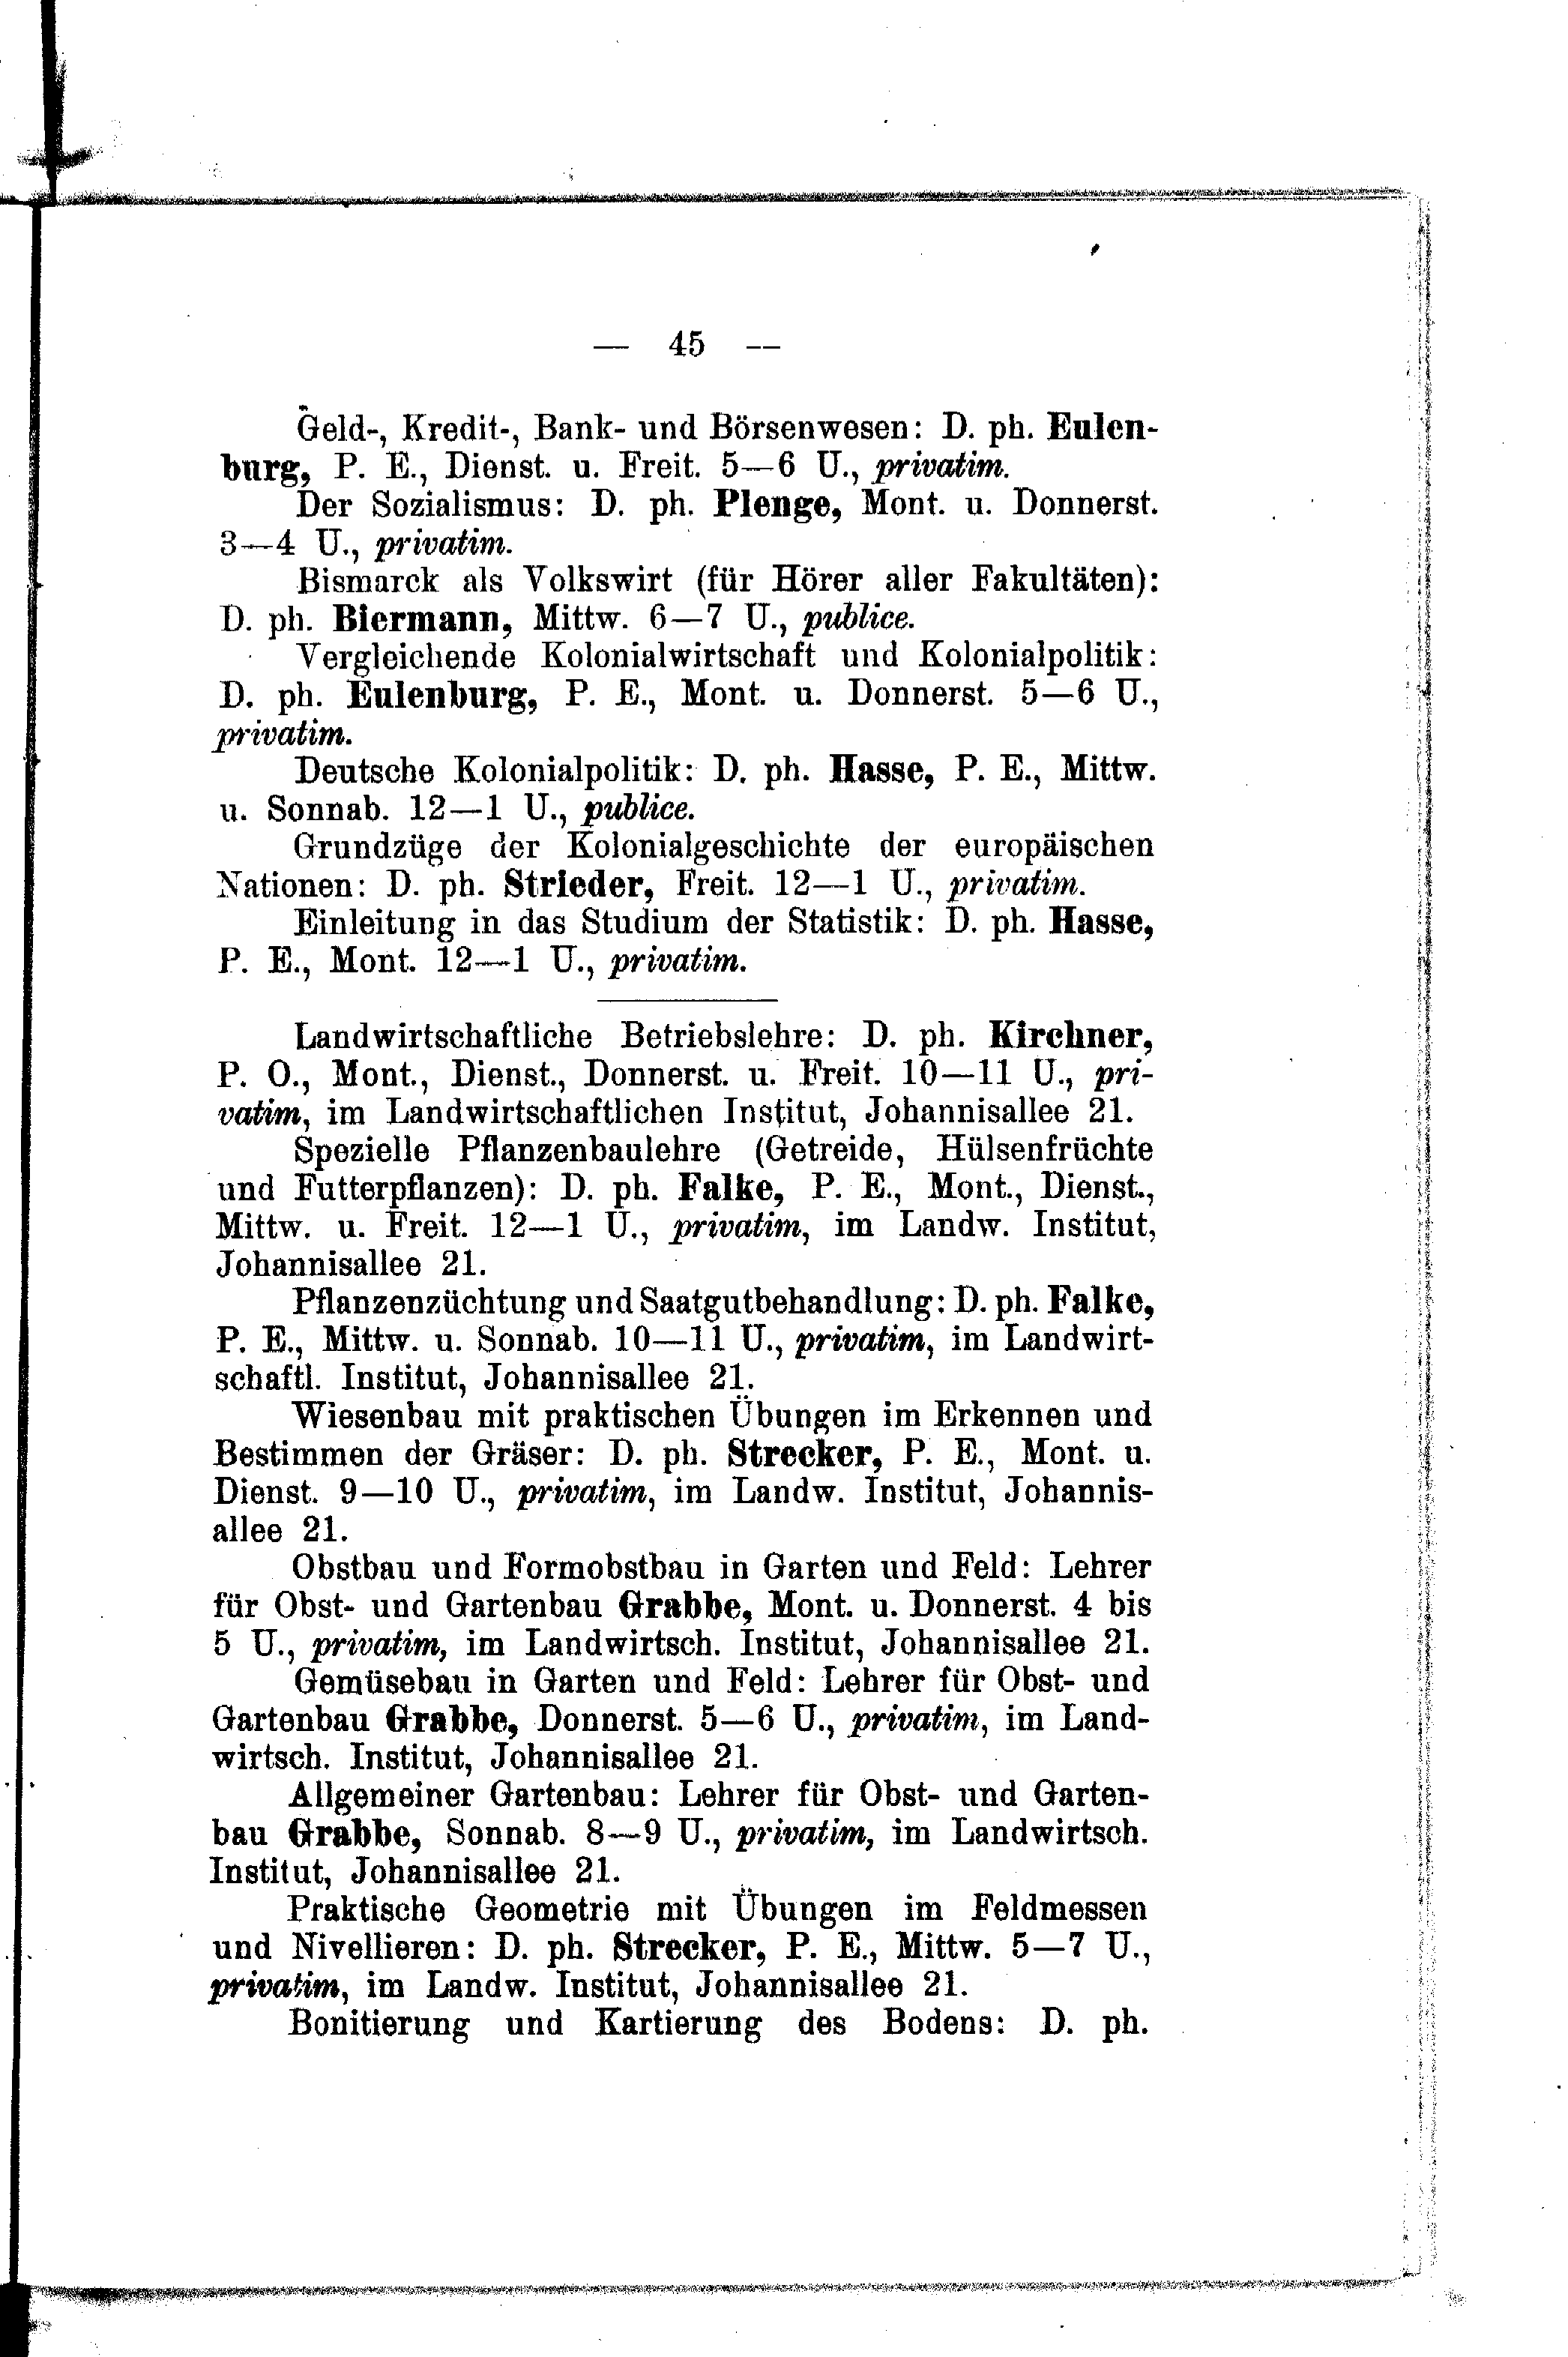 — 45 —
Geld-, Kredit-, Bank- und Börsenwesen: D. ph. Eulen-
burg, P. E., Dienst. u. Freit. 5—6 U., privatim.
Der Sozialismus: D. ph. Plenge, Mont. u. Donnerst.
3—4 U., privatim.
Bismarck als Volkswirt (für Hörer aller Fakultäten):
D. ph. Biermann, Mittw. 6—7 U., publice.
Vergleichende Kolonialwirtschaft und Kolonialpolitik:
D. ph. Eulenburg, P. E., Mont. u. Donnerst. 5—6 U.,
privatim.
Deutsche Kolonialpolitik: D. ph. Hasse, P. E., Mittw.
u. Sonnab. 12—1 U., publice.
Grundzüge der Kolonialgeschichte der europäischen
Nationen: D. ph. Strieder, Freit. 12—1 U., privatim.
Einleitung in das Studium der Statistik: D. ph. Hasse,
P. E., Mont. 12—1 U., privatim.
Landwirtschaftliche Betriebslehre: D. ph. Kirchner,
P. O., Mont., Dienst., Donnerst. u. Freit. 10—11 U., pri-
vatim, im Landwirtschaftlichen Institut, Johannisallee 21.
Spezielle Pflanzenbaulehre (Getreide, Hülsenfrüchte
und Futterpflanzen): D. ph. Falke, P. E., Mont., Dienst.,
Mittw. u. Freit. 12—1 U., privatim, im Landw. Institut,
Johannisallee 21.
Pflanzenzüchtung und Saatgutbehandlung: D. ph. Falke,
P. E., Mittw. u. Sonnab. 10—11 U., privatim, im Landwirt-
schaftl. Institut, Johannisallee 21.
Wiesenbau mit praktischen Übungen im Erkennen und
Bestimmen der Gräser: D. ph. Strecker, P. E., Mont. u.
Dienst. 9—10 U., privatim, im Landw. Institut, Johannis-
allee 21.
Obstbau und Formobstbau in Garten und Feld: Lehrer
für Obst- und Gartenbau Grabbe, Mont. u. Donnerst. 4 bis
5 U., privatim, im Landwirtsch. Institut, Johannisallee 21.
Gemüsebau in Garten und Feld: Lehrer für Obst- und
Gartenbau Grabbe, Donnerst. 5—6 U., privatim, im Land-
wirtsch. Institut, Johannisallee 21.
Allgemeiner Gartenbau: Lehrer für Obst- und Garten-
bau Grabbe, Sonnab. 8—9 U., privatim, im Landwirtsch.
Institut, Johannisallee 21.
Praktische Geometrie mit Übungen im Feldmessen
und Nivellieren: D. ph. Strecker, P. E., Mittw. 5—7 U.,
privatim, im Landw. Institut, Johannisallee 21.
Bonitierung und Kartierung des Bodens: D. ph.